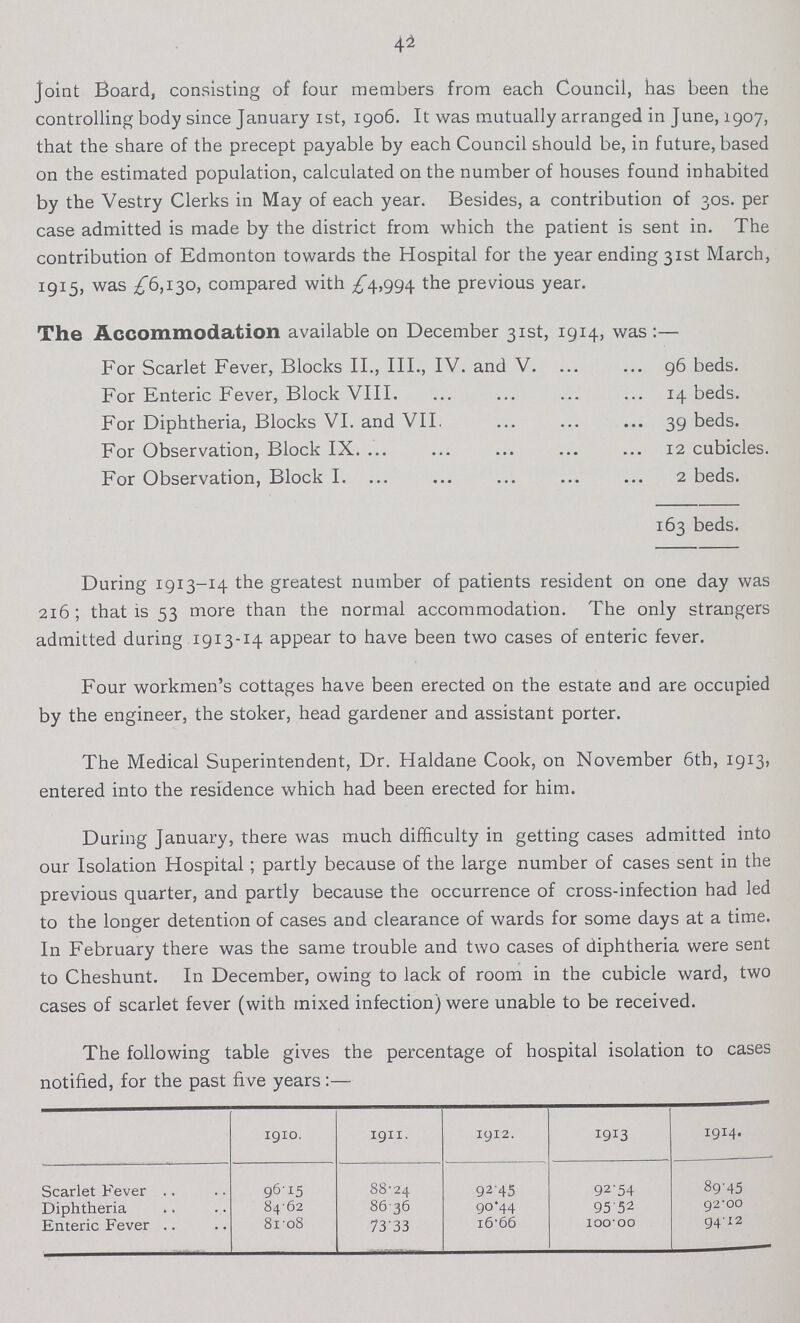 42
Joint Board, consisting of four members from each Council, has been the
controlling body since January 1st, 1906. It was mutually arranged in June, 1907,
that the share of the precept payable by each Council should be, in future, based
on the estimated population, calculated on the number of houses found inhabited
by the Vestry Clerks in May of each year. Besides, a contribution of 30s. per
case admitted is made by the district from which the patient is sent in. The
contribution of Edmonton towards the Hospital for the year ending 31st March,
1915, was £6,130, compared with £4,994 the previous year.
The Accommodation available on December 31st, 1914, was :—
For Scarlet Fever, Blocks II., III., IV. and V. ... ... 96 beds.
For Enteric Fever, Block VIII. ... ... ... ... 14 beds.
For Diphtheria, Blocks VI. and VII. ... ... ... 39 beds.
For Observation, Block IX. ... ... ... ... ... 12 cubicles.
For Observation, Block I. ... ... ... ... ... 2 beds.
163 beds.
During 1913-14 the greatest number of patients resident on one day was
216; that is 53 more than the normal accommodation. The only strangers
admitted during 1913-14 appear to have been two cases of enteric fever.
Four workmen's cottages have been erected on the estate and are occupied
by the engineer, the stoker, head gardener and assistant porter.
The Medical Superintendent, Dr. Haldane Cook, on November 6th, 1913,
entered into the residence which had been erected for him.
During January, there was much difficulty in getting cases admitted into
our Isolation Hospital; partly because of the large number of cases sent in the
previous quarter, and partly because the occurrence of cross-infection had led
to the longer detention of cases and clearance of wards for some days at a time.
In February there was the same trouble and two cases of diphtheria were sent
to Cheshunt. In December, owing to lack of room in the cubicle ward, two
cases of scarlet fever (with mixed infection) were unable to be received.
The following table gives the percentage of hospital isolation to cases
notified, for the past five years :—
1910. 1911. 1912. 1913 1914.
Scarlet Fever .. .. 96·15 88·24 92·45 92·54 89·45
Diphtheria .. .. 84·62 86·36 90·44 95·52 92·00
Enteric Fever .. .. 81·08 73·33 16·66 100·00 94·12